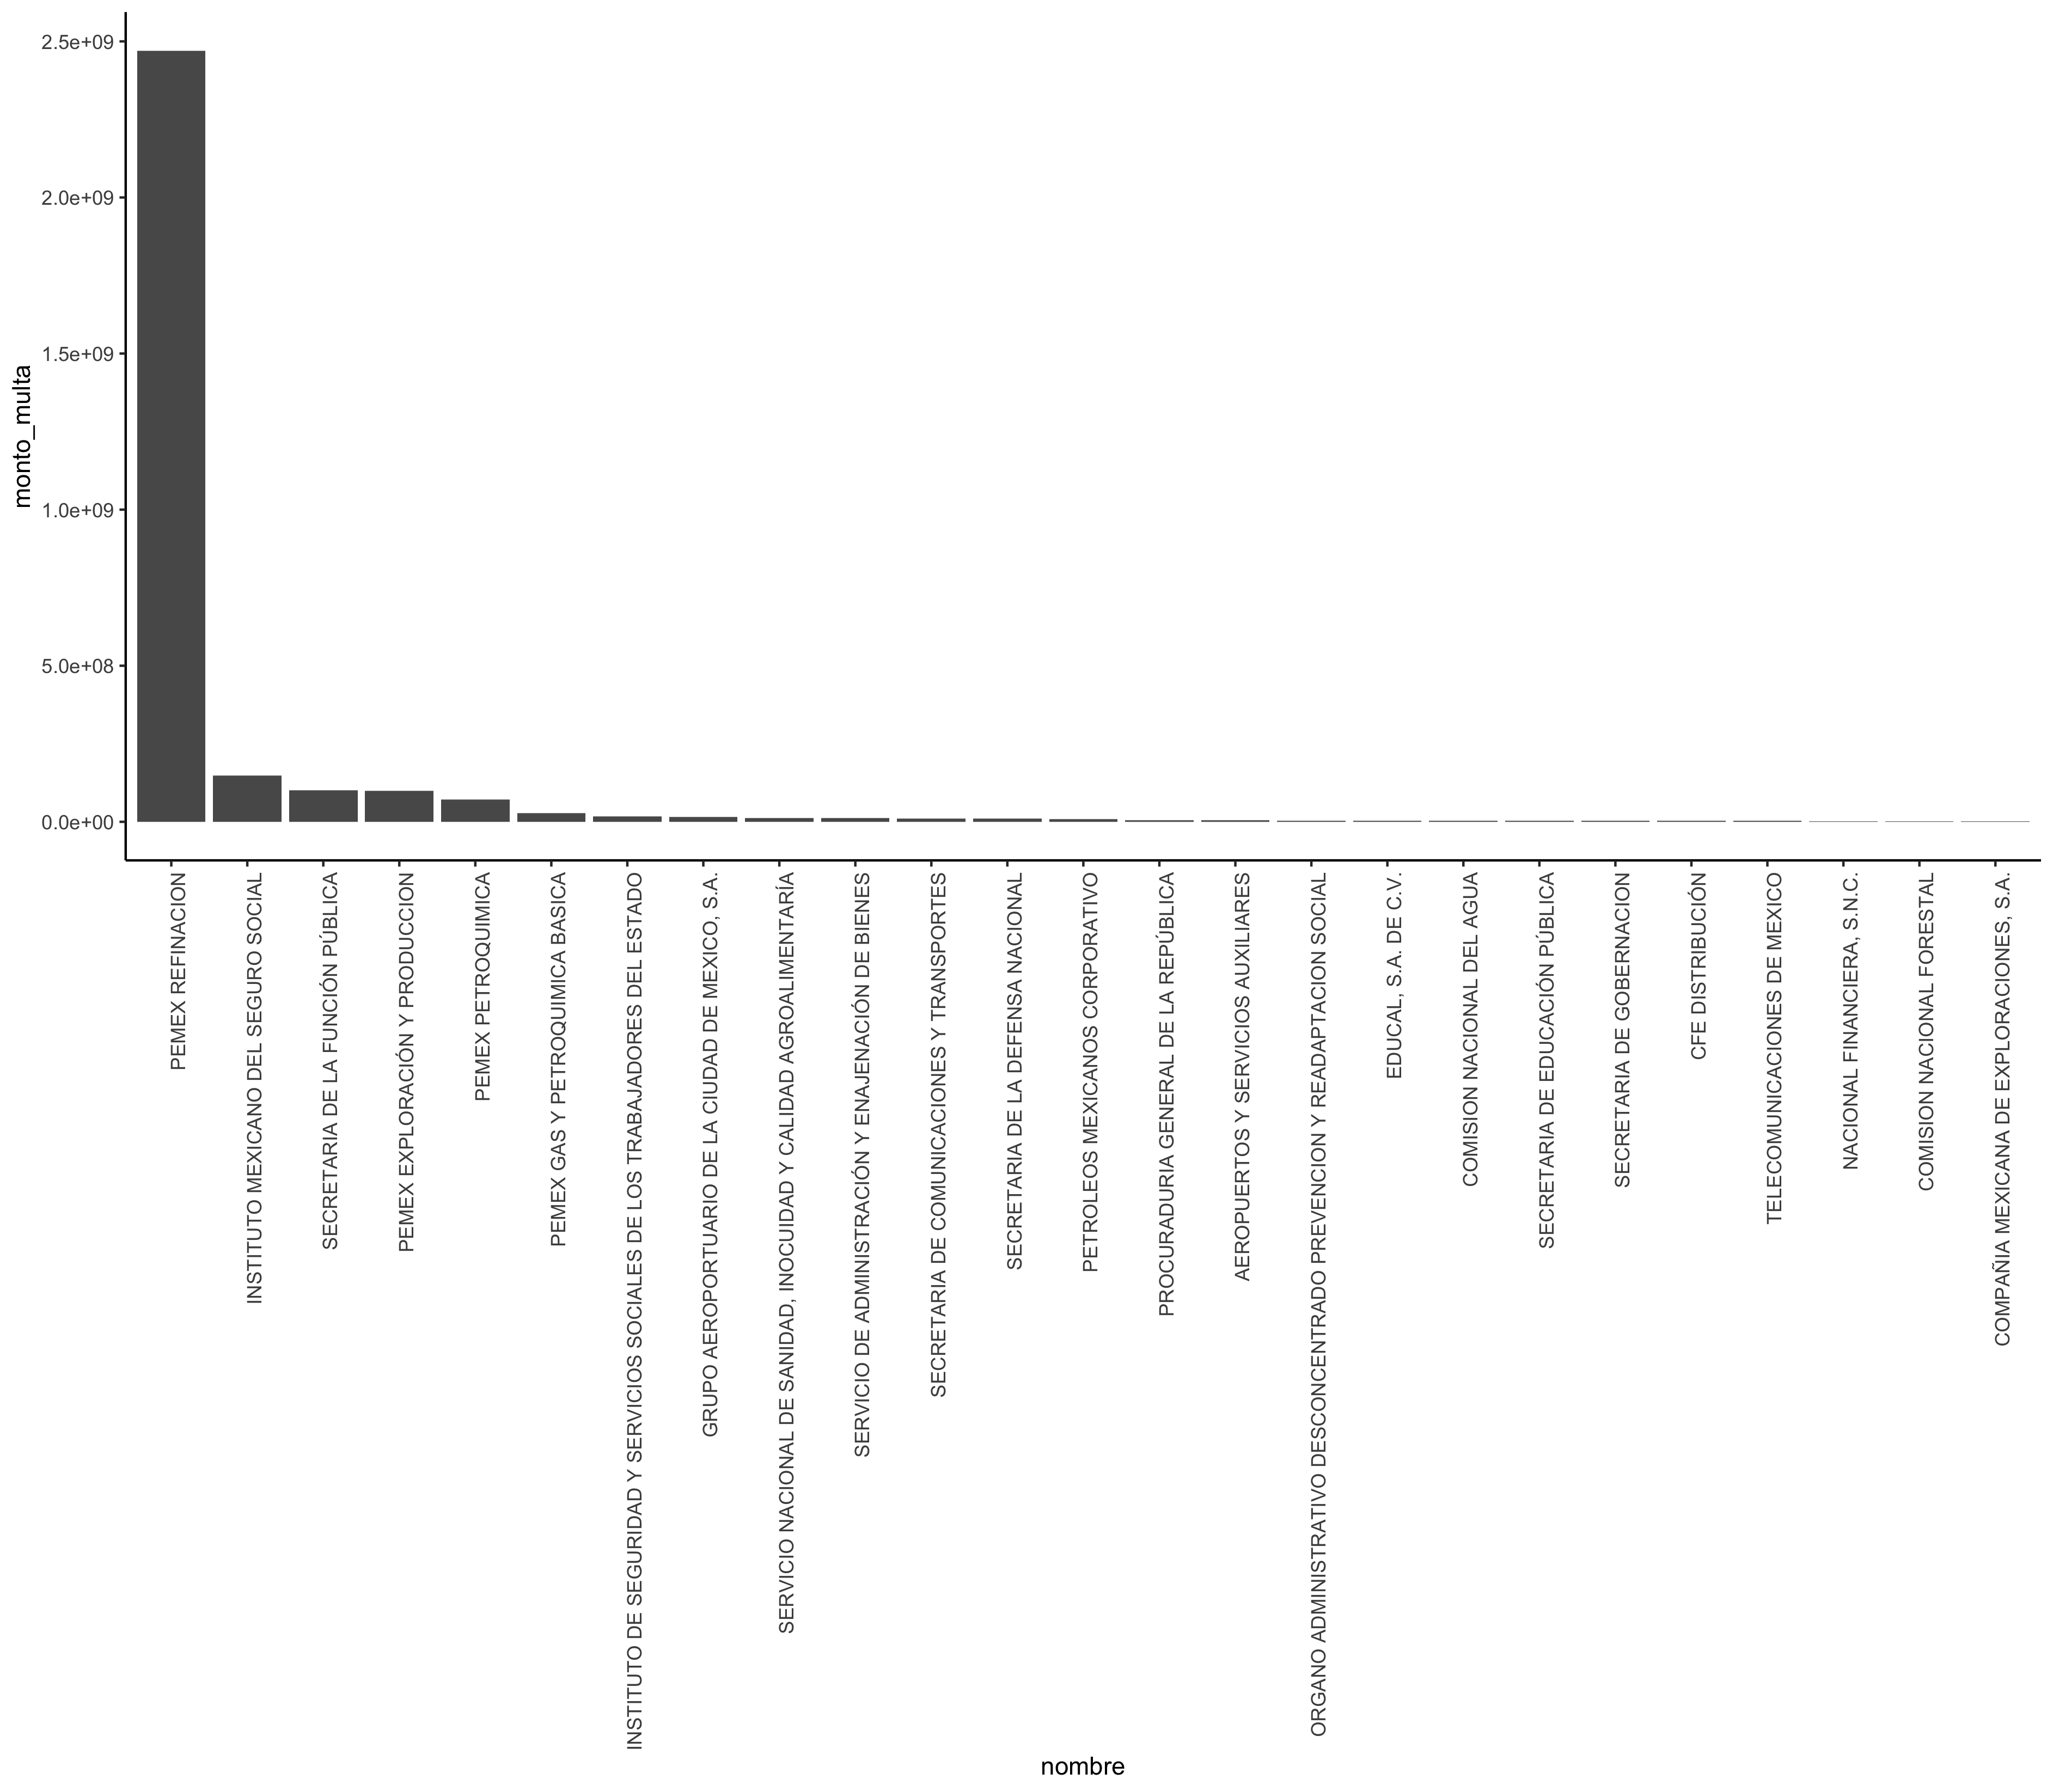 2.5e+09
2.0e+09
1.5e+09
1.0e+09
5.0e+08
0.0e+00
monto_multa
PEMEX REFINACION
INSTITUTO MEXICANO DEL SEGURO SOCIAL
SECRETARIA DE LA FUNCIÓN PÚBLICA
PEMEX EXPLORACIÓN Y PRODUCCION
PEMEX PETROQUIMICA
PEMEX GAS Y PETROQUIMICA BASICA
INSTITUTO DE SEGURIDAD Y SERVICIOS SOCIALES DE LOS TRABAJADORES DEL ESTADO
GRUPO AEROPORTUARIO DE LA CIUDAD DE MEXICO, S.A.
SERVICIO NACIONAL DE SANIDAD, INOCUIDAD Y CALIDAD AGROALIMENTARÍA
SERVICIO DE ADMINISTRACIÓN Y ENAJENACIÓN DE BIENES
SECRETARIA DE COMUNICACIONES Y TRANSPORTES
SECRETARIA DE LA DEFENSA NACIONAL
PETROLEOS MEXICANOS CORPORATIVO
PROCURADURIA GENERAL DE LA REPÚBLICA
AEROPUERTOS Y SERVICIOS AUXILIARES
ORGANO ADMINISTRATIVO DESCONCENTRADO PREVENCION Y READAPTACION SOCIAL
EDUCAL, S.A. DE C.V.
COMISION NACIONAL DEL AGUA
SECRETARIA DE EDUCACIÓN PÚBLICA
SECRETARIA DE GOBERNACION
CFE DISTRIBUCIÓN
TELECOMUNICACIONES DE MEXICO
NACIONAL FINANCIERA, S.N.C.
COMISION NACIONAL FORESTAL
COMPAÑIA MEXICANA DE EXPLORACIONES, S.A.
nombre